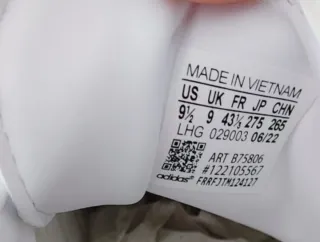 MADE IN VIETNAM
US UK FR JP CHN
9½ 9 43⅓ 275 265
LHG 029003 06/22
ART B75806
#122105567
adidas FRRFJTM124127